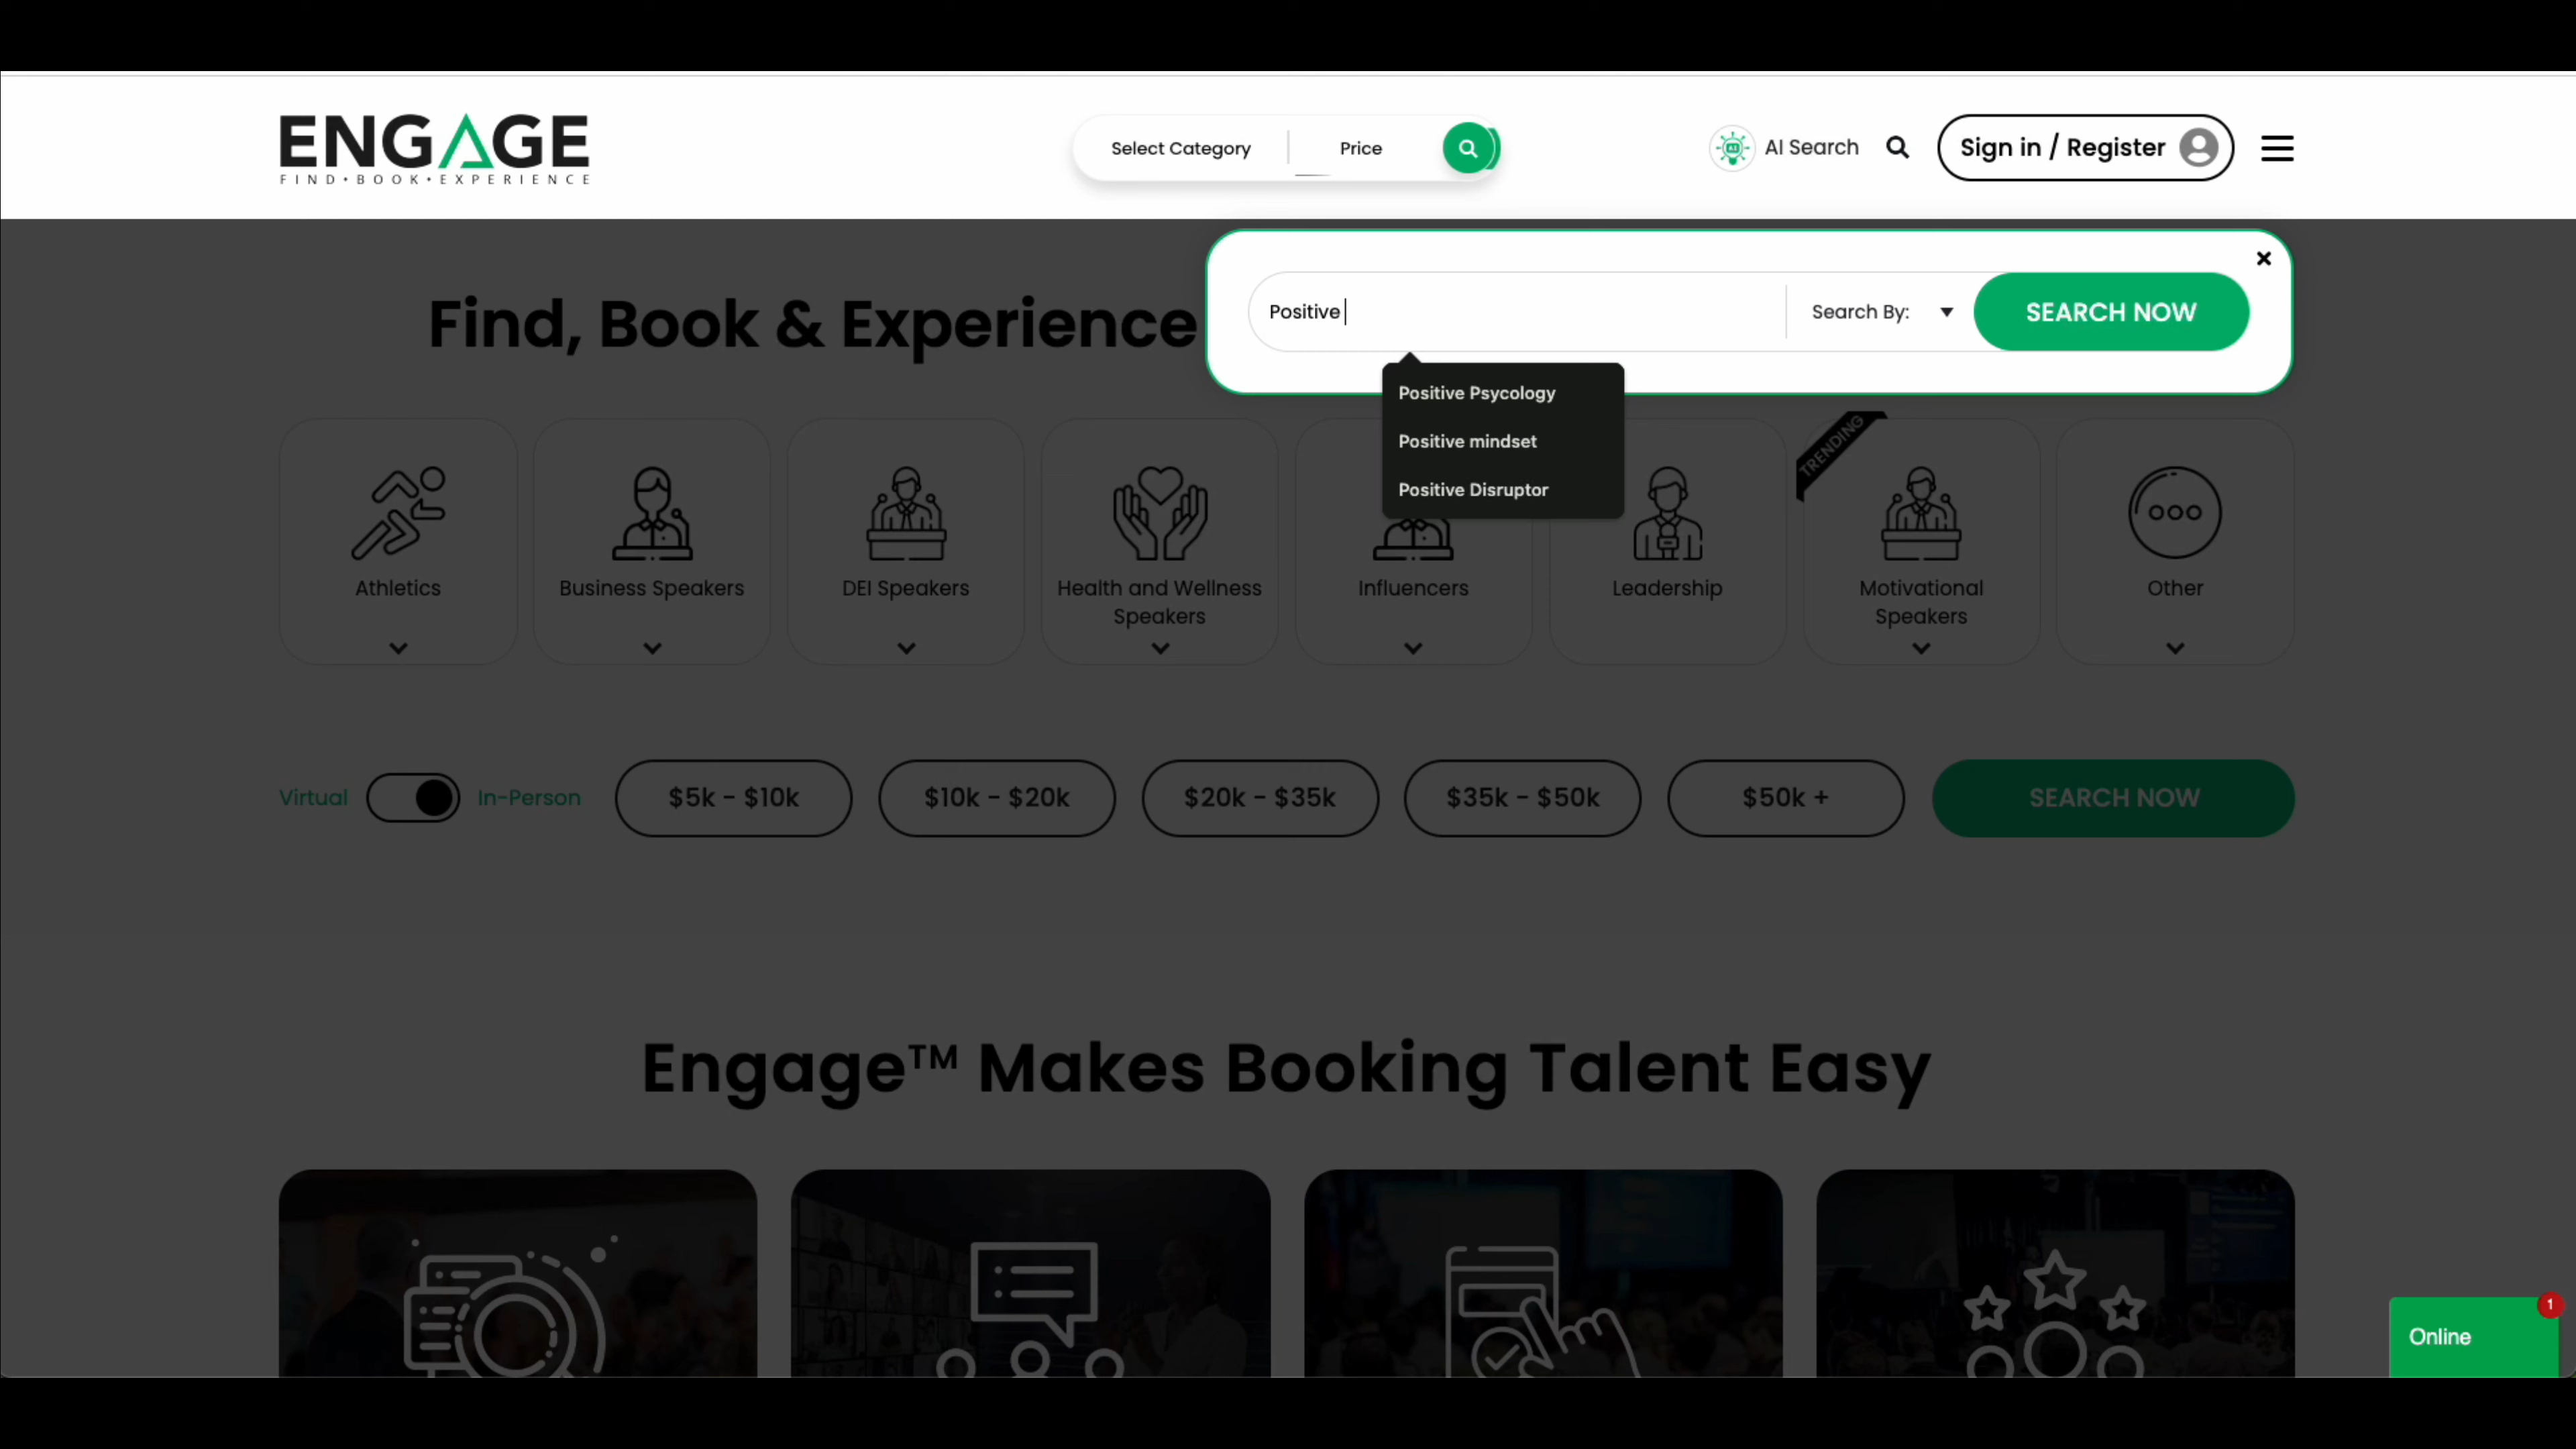 ENGAGE
FIND•BOOK•EXPERIENCE
Select Category
Price
AI Search
Sign in / Register
Find, Book & Experience
Positive
Search By:
SEARCH NOW
Positive Psycology
Positive mindset
Positive Disruptor
TRENDING
Athletics
Business Speakers
DEI Speakers
Health and Wellness
Speakers
Influencers
Leadership
Motivational
Speakers
Other
Virtual
In-Person
$5k - $10k
$10k - $20k
$20k - $35k
$35k - $50k
$50k +
SEARCH NOW
Engage™ Makes Booking Talent Easy
1
Online